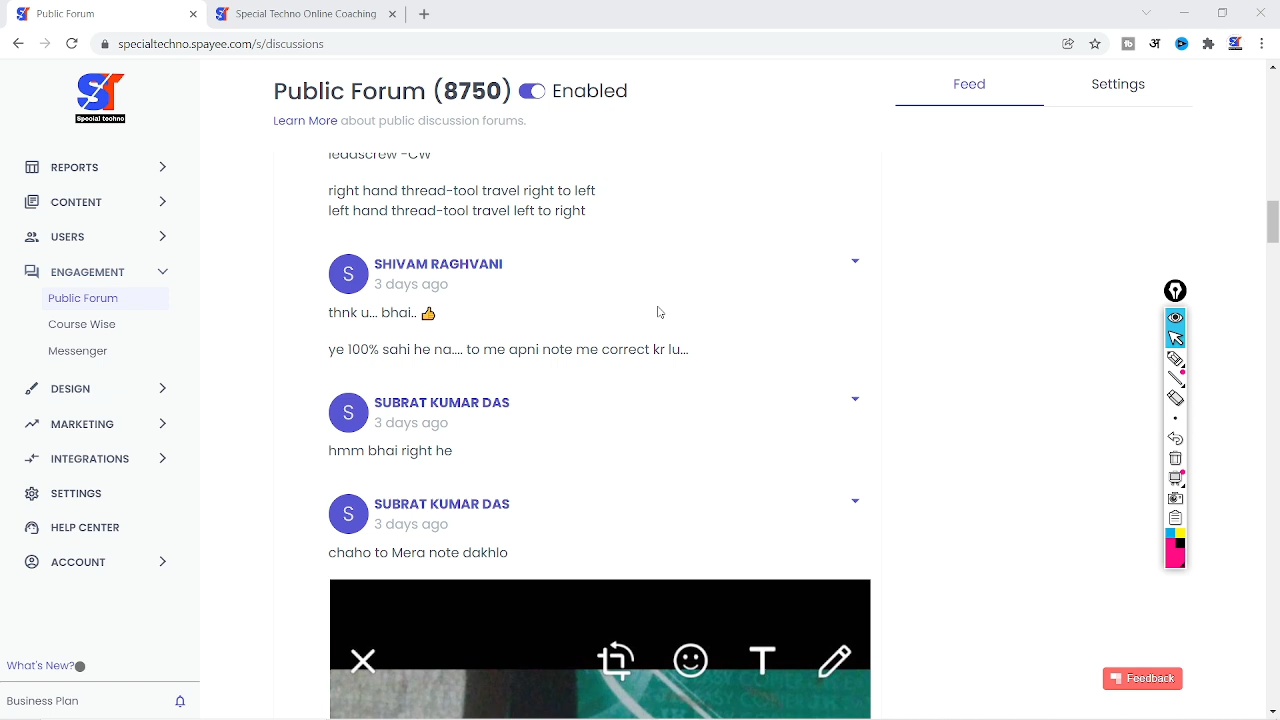 Public Forum
Special Techno Online Coaching
specialtechno.spayee.com/s/discussions
ST
Special techno
Public Forum (8750) Enabled
Feed
Settings
Learn More about public discussion forums.
REPORTS
CONTENT
USERS
ENGAGEMENT
Public Forum
Course Wise
Messenger
DESIGN
MARKETING
INTEGRATIONS
SETTINGS
HELP CENTER
ACCOUNT
What's New?
Business Plan
leadscrew -CW
right hand thread-tool travel right to left
left hand thread-tool travel left to right
S
SHIVAM RAGHVANI
3 days ago
thnk u... bhai.. 👍
ye 100% sahi he na.... to me apni note me correct kr lu...
S
SUBRAT KUMAR DAS
3 days ago
hmm bhai right he
S
SUBRAT KUMAR DAS
3 days ago
chaho to Mera note dakhlo
T
Feedback